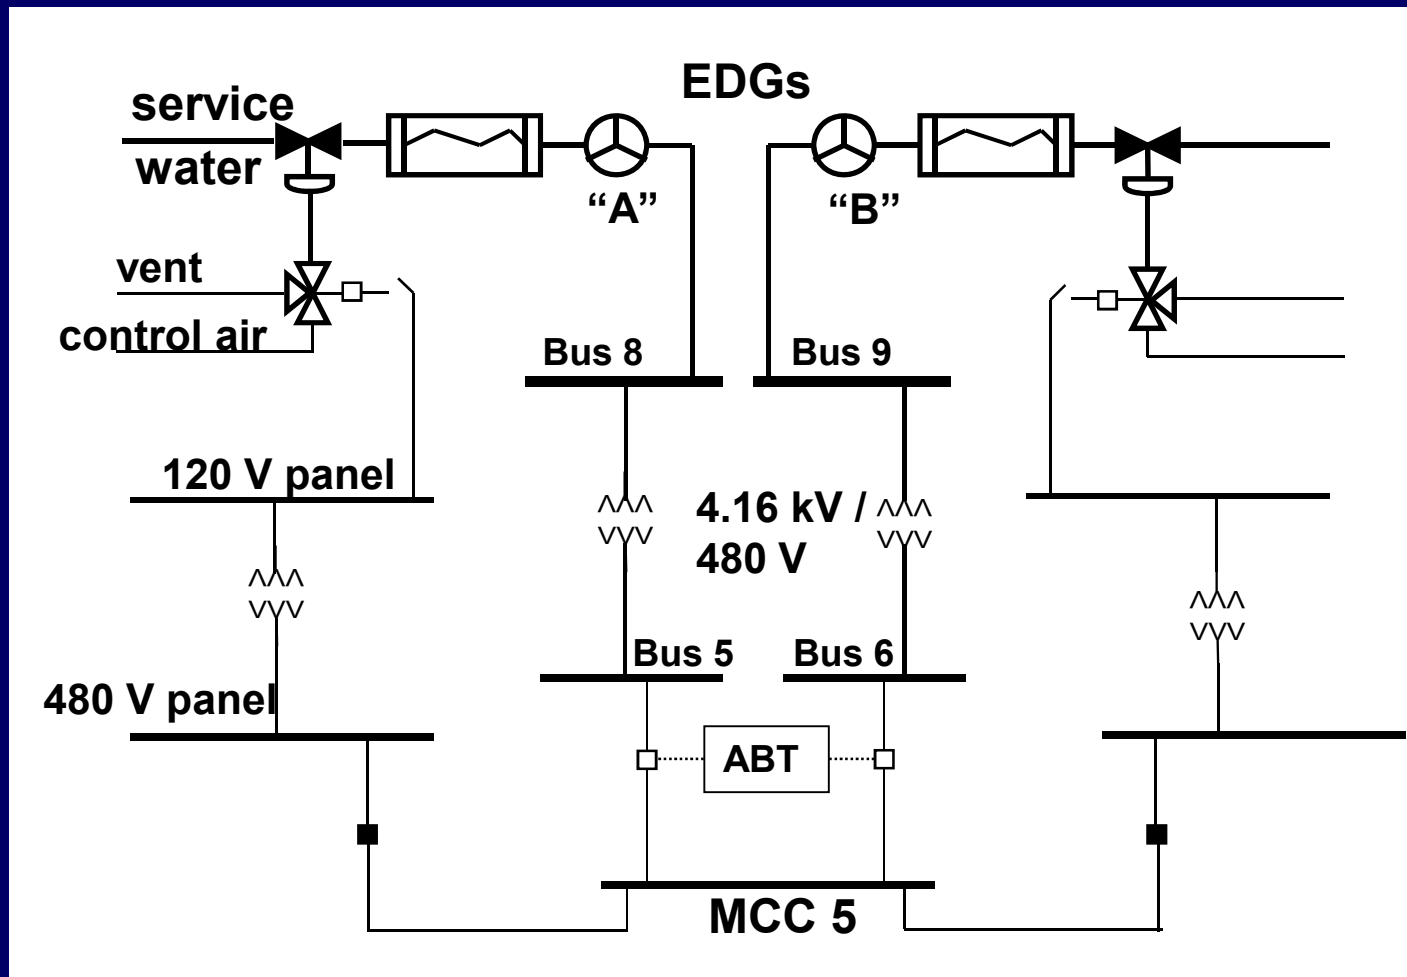 EDGs
service
water
“A”
“B”
vent
control air
Bus 8
Bus 9
120 V panel
4.16 kV /
480 V
Bus 5
Bus 6
480 V panel
ABT
MCC 5